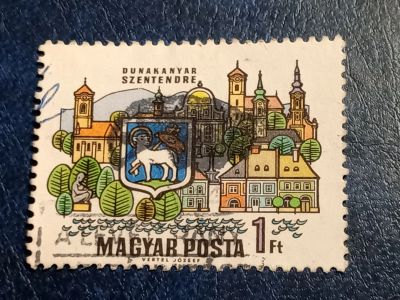 DUNAKANYAR
SZENTENDRE
MAGYAR POSTA 1 Ft
VERTEL JÓZSEF